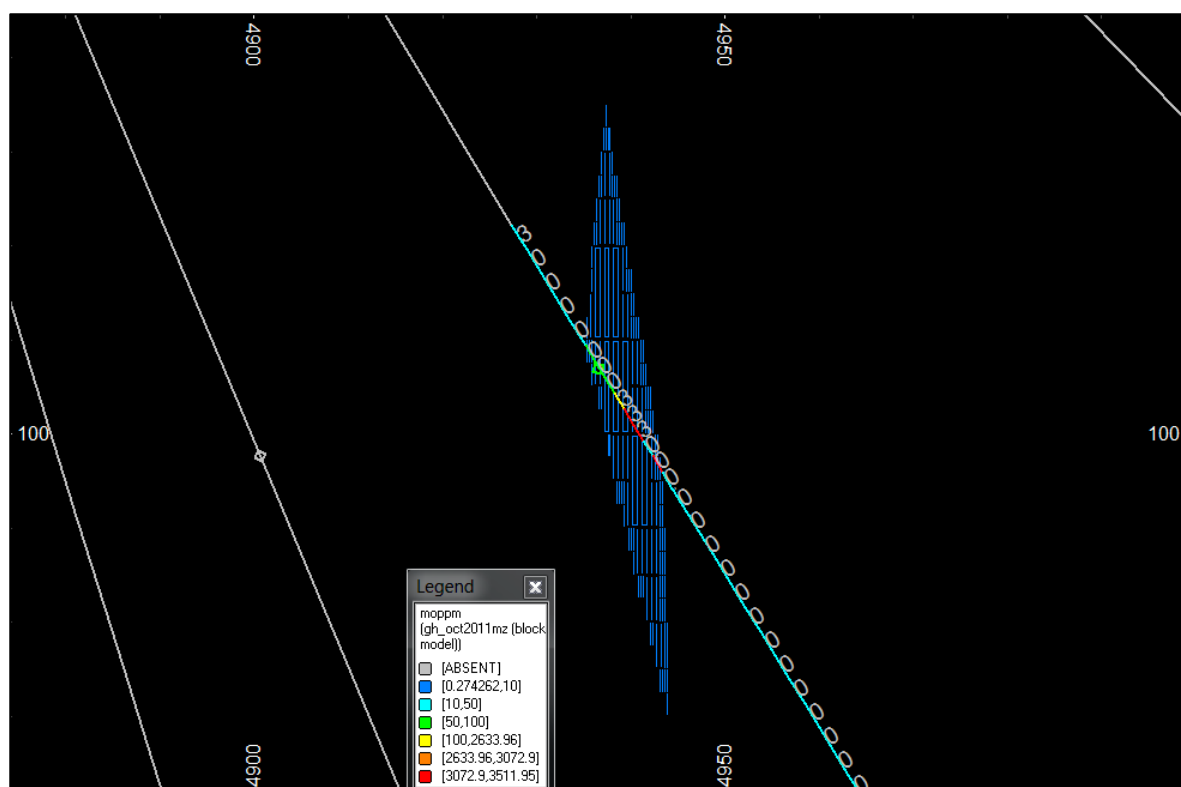 4900
4950
100
100
Legend
moppm
(gh_oct2011mz (block
model))
[ABSENT]
[0.274262,10]
[10,50]
[50,100]
[100,2633.96]
[2633.96,3072.9]
[3072.9,3511.95]
4900
4950